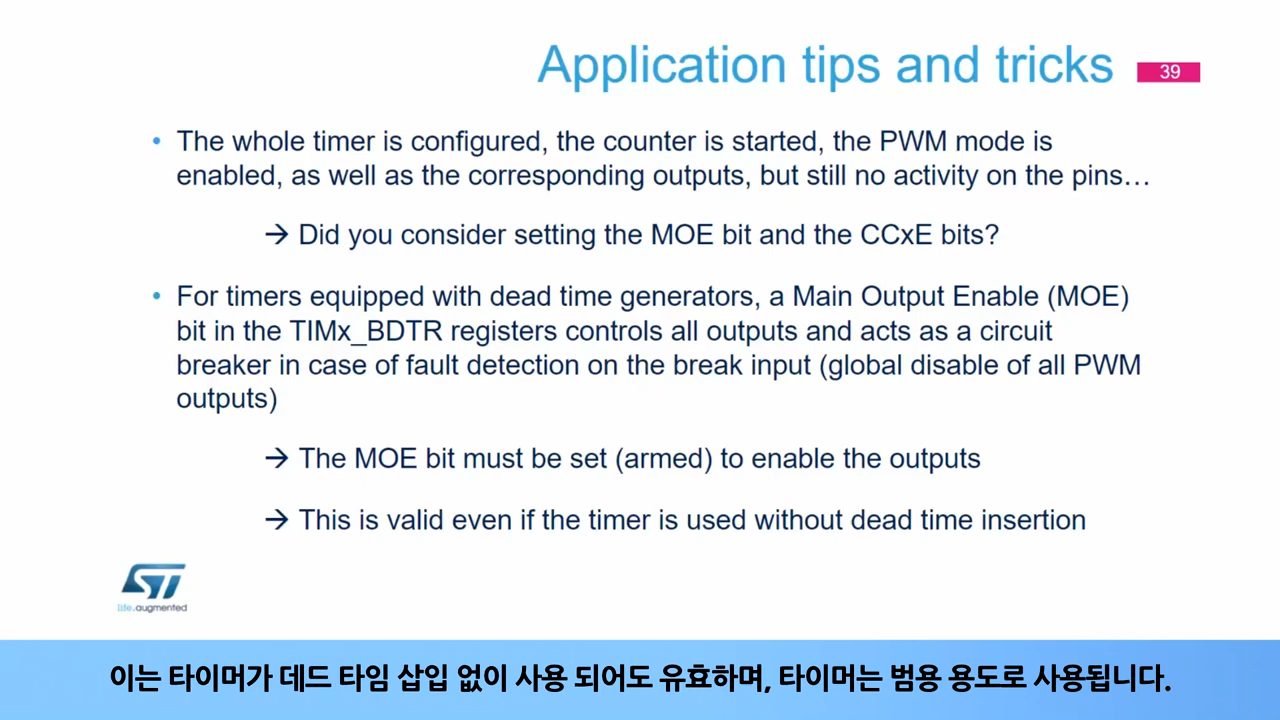 Application tips and tricks
39
• The whole timer is configured, the counter is started, the PWM mode is
enabled, as well as the corresponding outputs, but still no activity on the pins…
→ Did you consider setting the MOE bit and the CCxE bits?
• For timers equipped with dead time generators, a Main Output Enable (MOE)
bit in the TIMx_BDTR registers controls all outputs and acts as a circuit
breaker in case of fault detection on the break input (global disable of all PWM
outputs)
→ The MOE bit must be set (armed) to enable the outputs
→ This is valid even if the timer is used without dead time insertion
ST
life.augmented
이는 타이머가 데드 타임 삽입 없이 사용 되어도 유효하며, 타이머는 범용 용도로 사용됩니다.